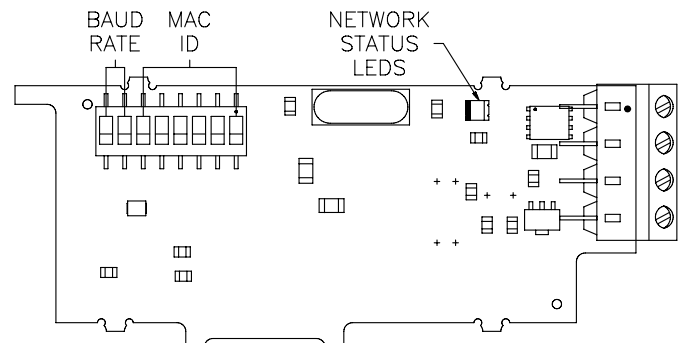 BAUD
RATE
MAC
ID
NETWORK
STATUS
LEDS